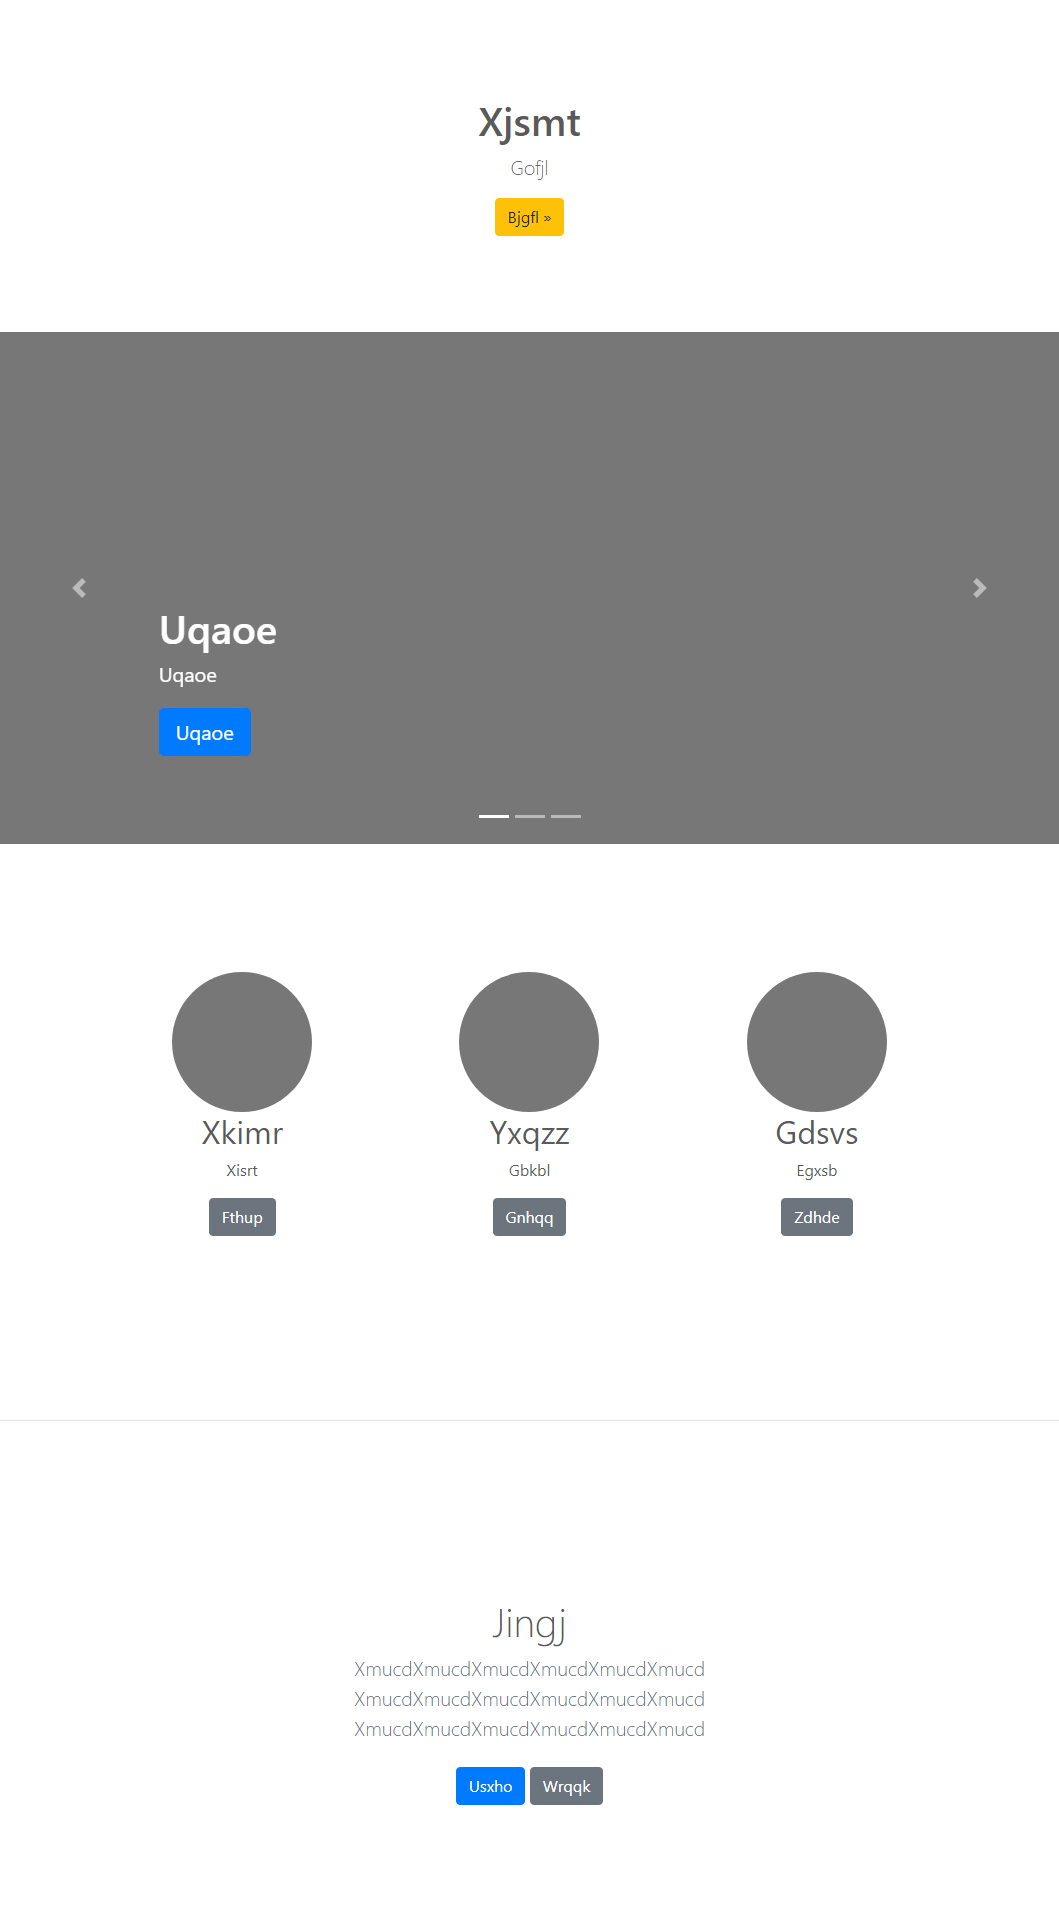 Xjsmt
Gofjl
Bjgfl »
Uqaoe
Uqaoe
Uqaoe
Xkimr
Yxqzz
Gdsvs
Xisrt
Gbkbl
Egxsb
Fthup
Gnhqq
Zdhde
Jingj
XmucdXmucdXmucdXmucdXmucdXmucd
XmucdXmucdXmucdXmucdXmucdXmucd
XmucdXmucdXmucdXmucdXmucdXmucd
Usxho
Wrqqk